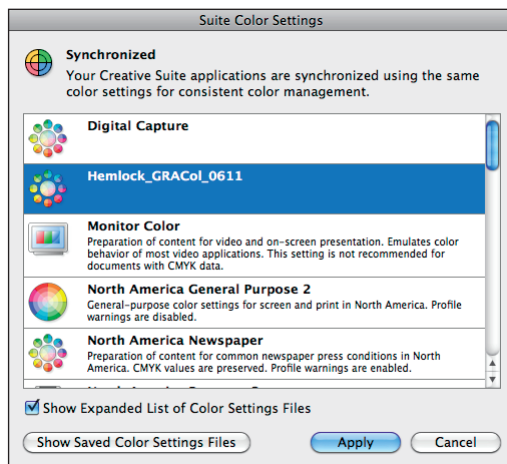 Suite Color Settings
Synchronized
Your Creative Suite applications are synchronized using the same
color settings for consistent color management.
Digital Capture
Hemlock_GRACol_0611
Monitor Color
Preparation of content for video and on-screen presentation. Emulates color
behavior of most video applications. This setting is not recommended for
documents with CMYK data.
North America General Purpose 2
General-purpose color settings for screen and print in North America. Profile
warnings are disabled.
North America Newspaper
Preparation of content for common newspaper press conditions in North
America. CMYK values are preserved. Profile warnings are enabled.
Show Expanded List of Color Settings Files
Show Saved Color Settings Files
Apply
Cancel